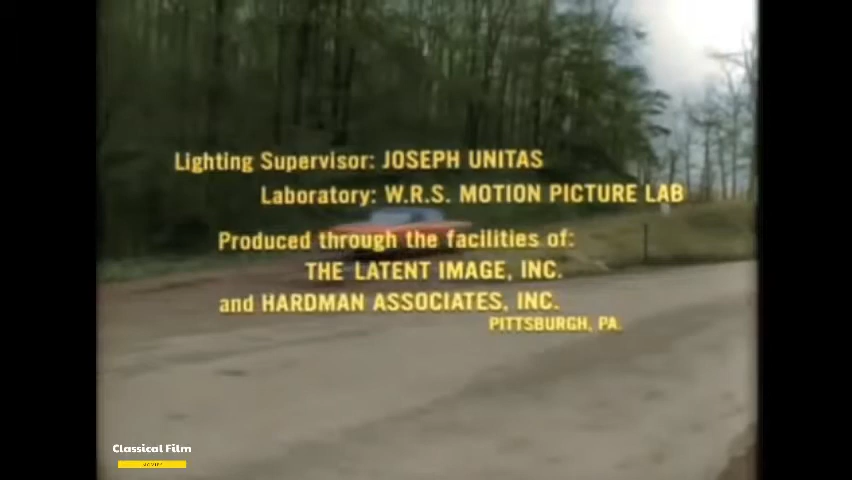 Lighting Supervisor: JOSEPH UNITAS
Laboratory: W.R.S. MOTION PICTURE LAB
Produced through the facilities of:
THE LATENT IMAGE, INC.
and HARDMAN ASSOCIATES, INC.
PITTSBURGH, PA.
Classical Film